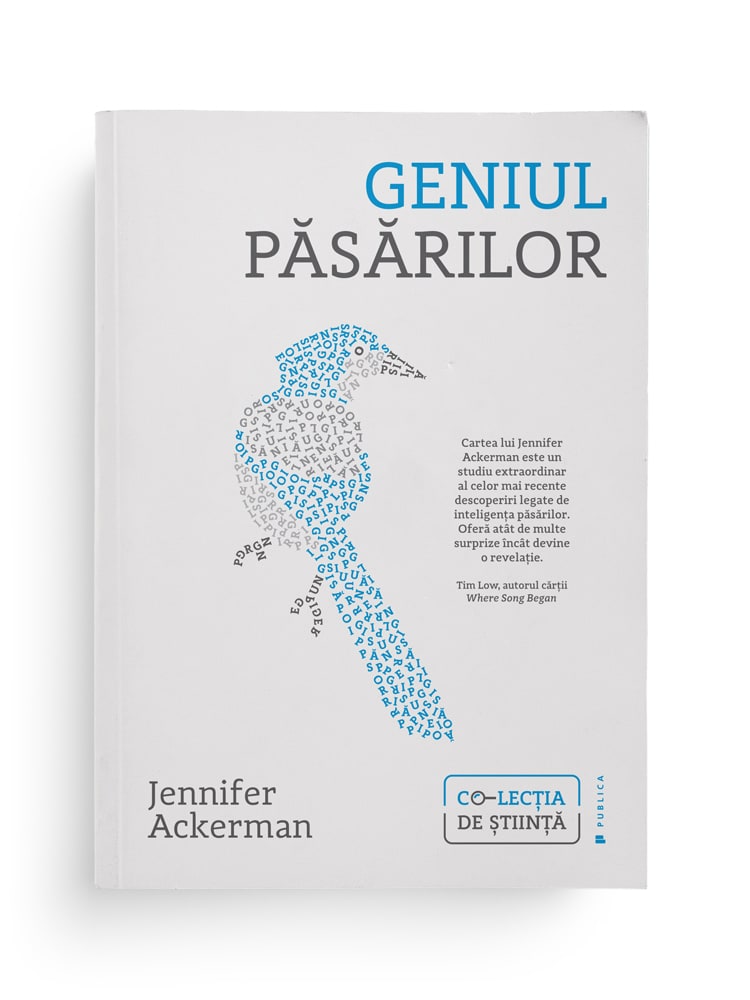 GENIUL
PĂSĂRILOR
Cartea lui Jennifer
Ackerman este un
studiu extraordinar
al celor mai recente
descoperiri legate de
inteligența păsărilor.
Oferă atât de multe
surprize încât devine
o revelație.
Tim Low, autorul cărții
Where Song Began
Jennifer
Ackerman
CO-LECȚIA
DE ȘTIINȚĂ
PUBLICA